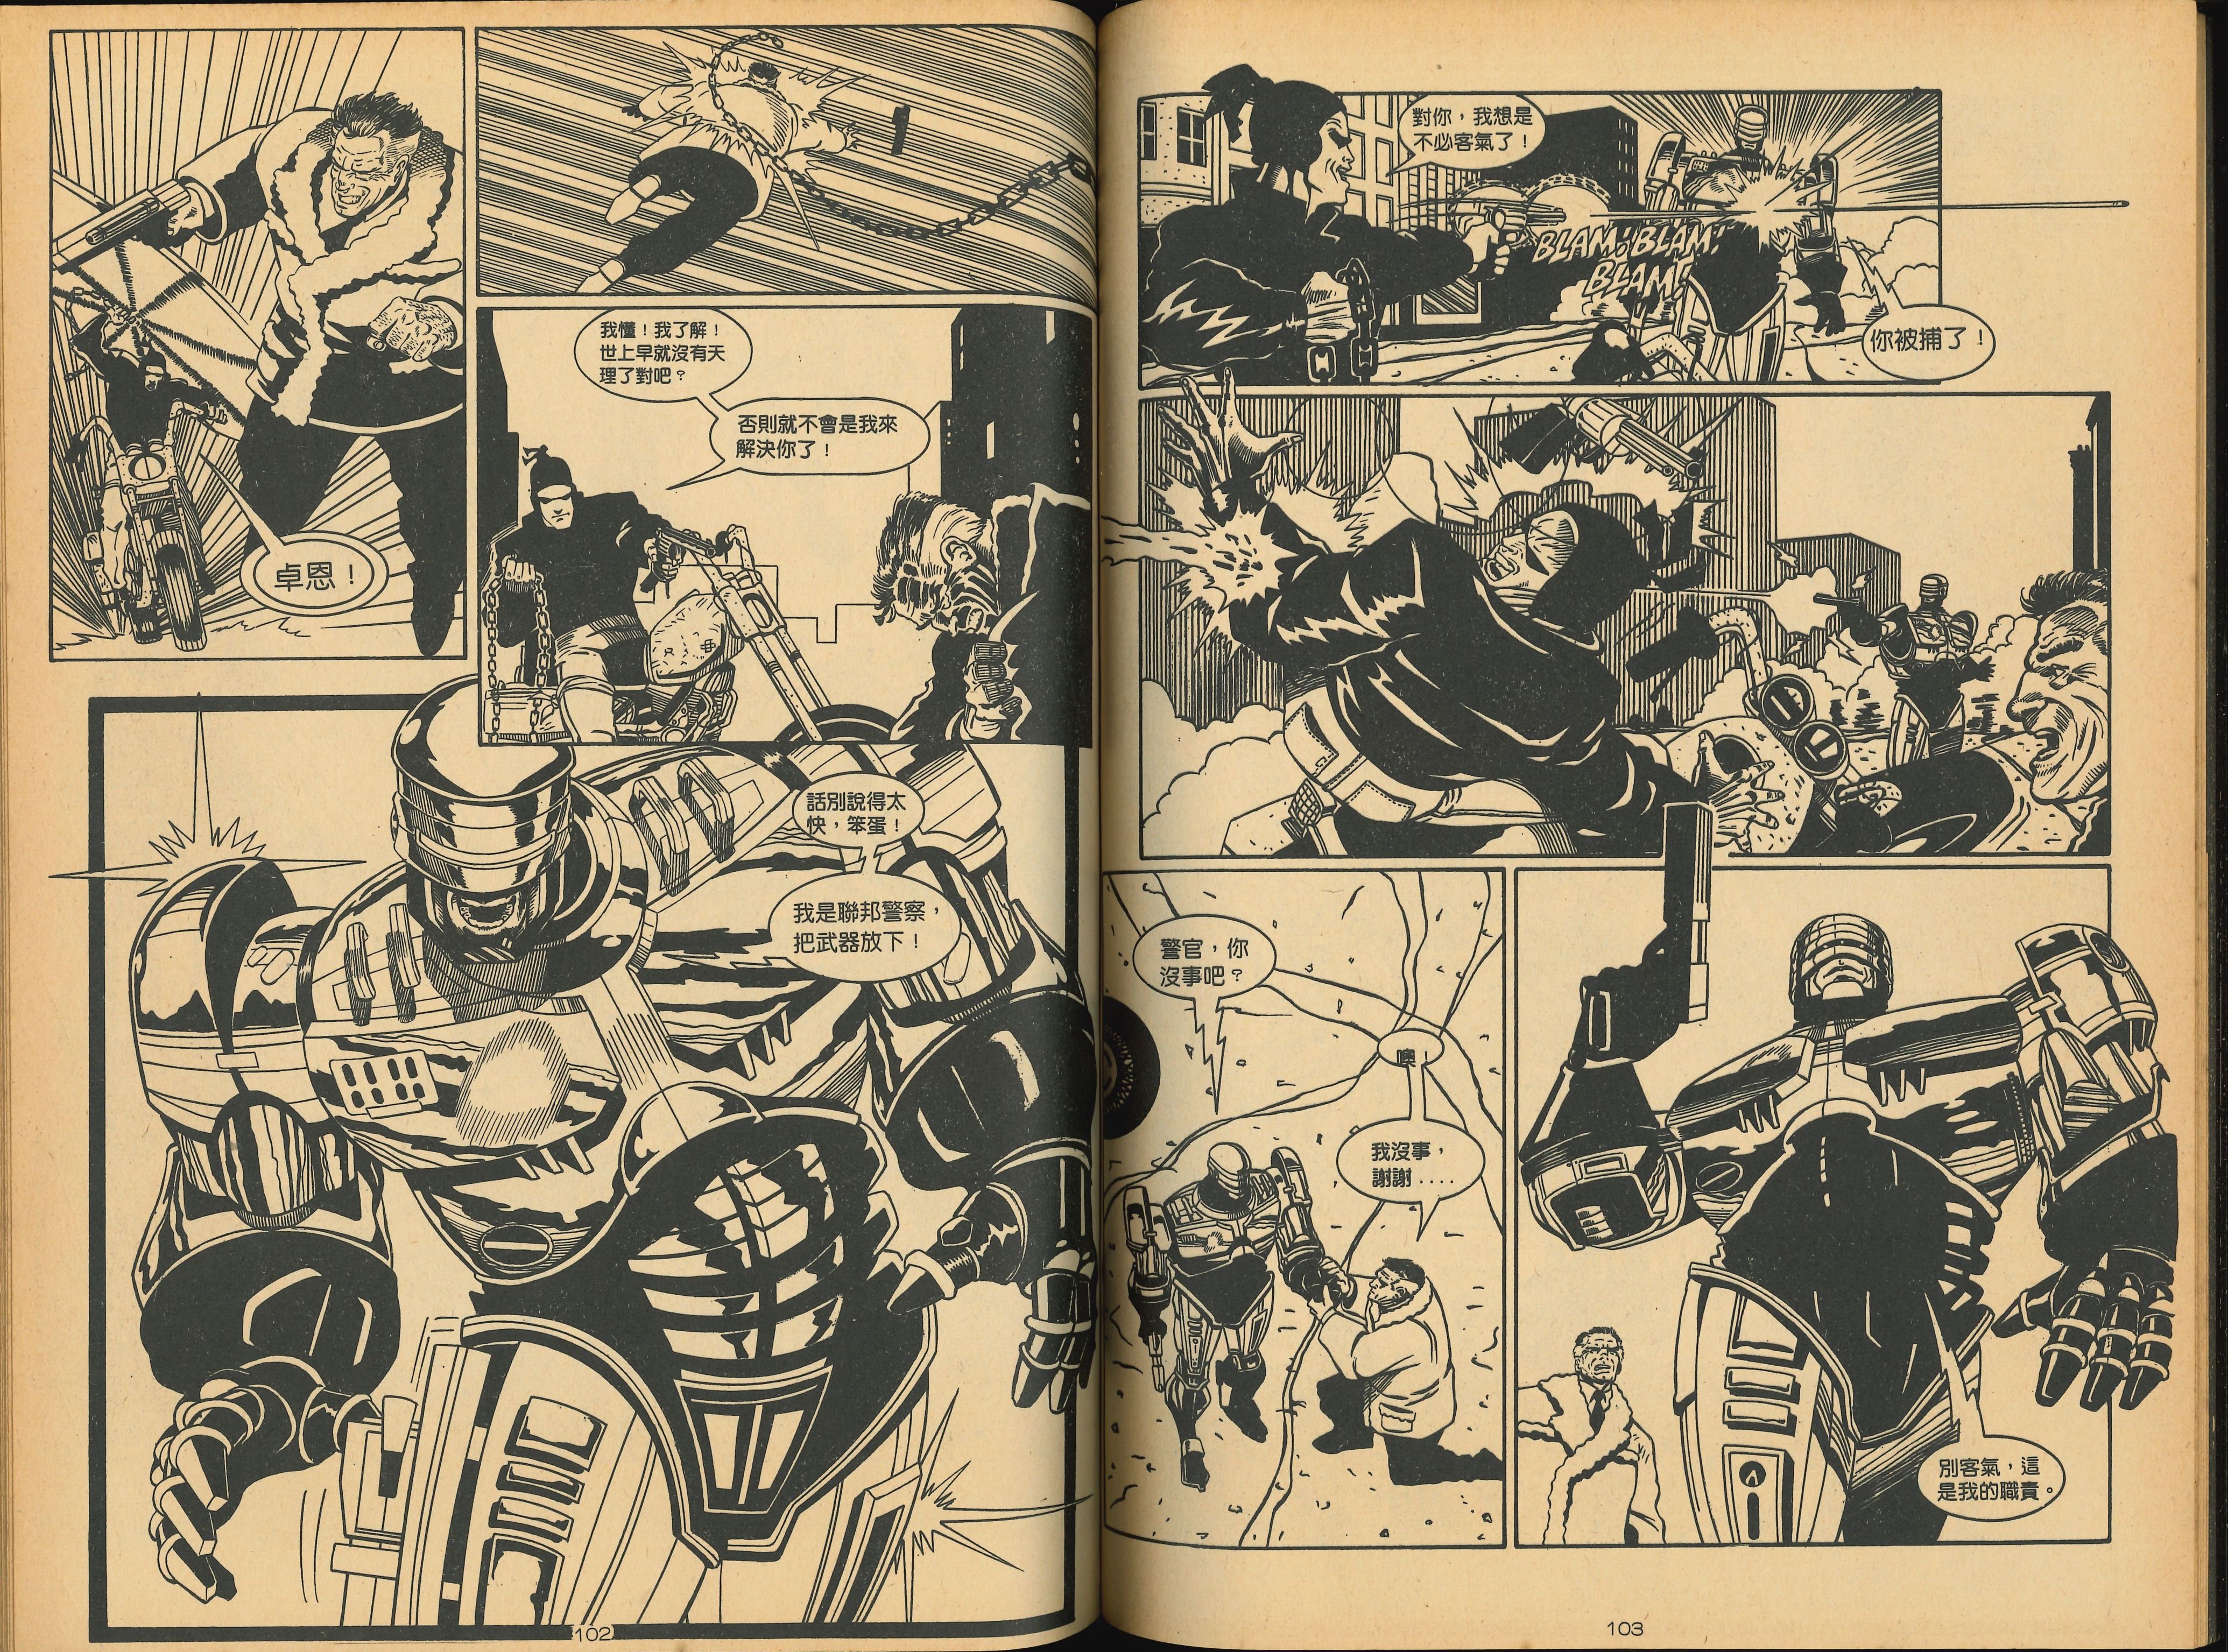 卓恩！
我懂！我了解！
世上早就沒有天
理了對吧？
否則就不會是我來
解決你了！
話別說得太
快，笨蛋！
我是聯邦警察，
把武器放下！
102
對你，我想是
不必客氣了！
BLAM! BLAM!
BLAM!
你被捕了！
警官，你
沒事吧？
噢！
我沒事，
謝謝....
別客氣，這
是我的職責。
103